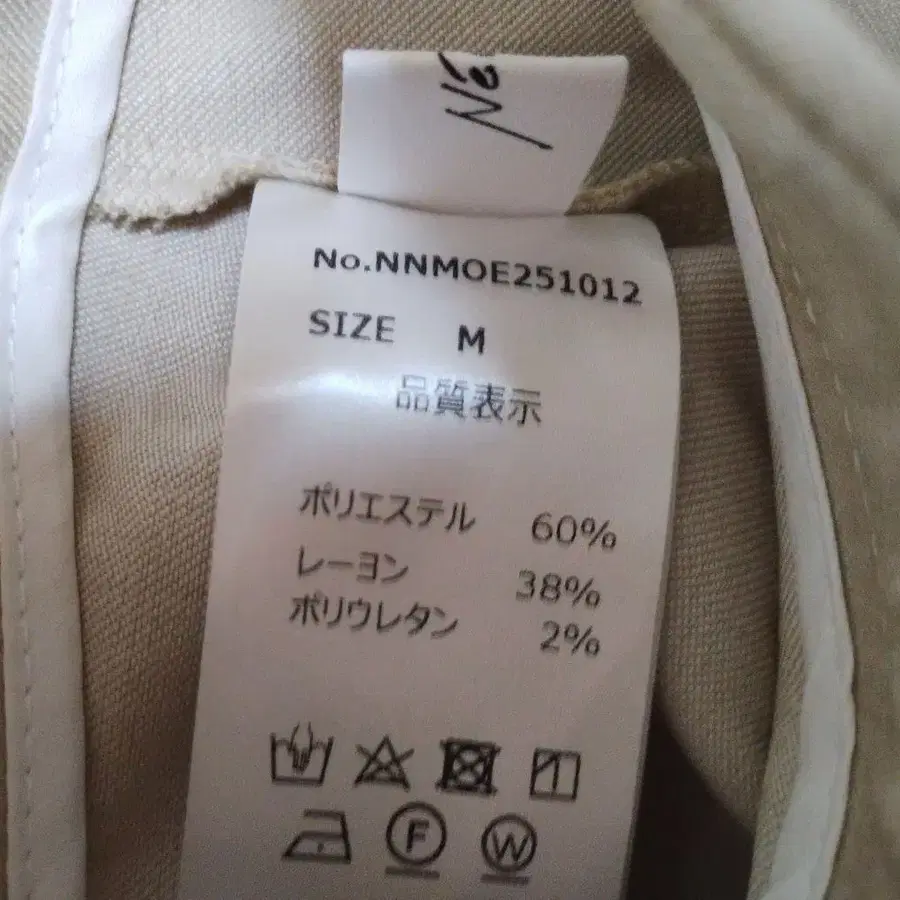 Né
No.NNMOE251012
SIZE M
品質表示
ポリエステル 60%
レーヨン 38%
ポリウレタン 2%
F W